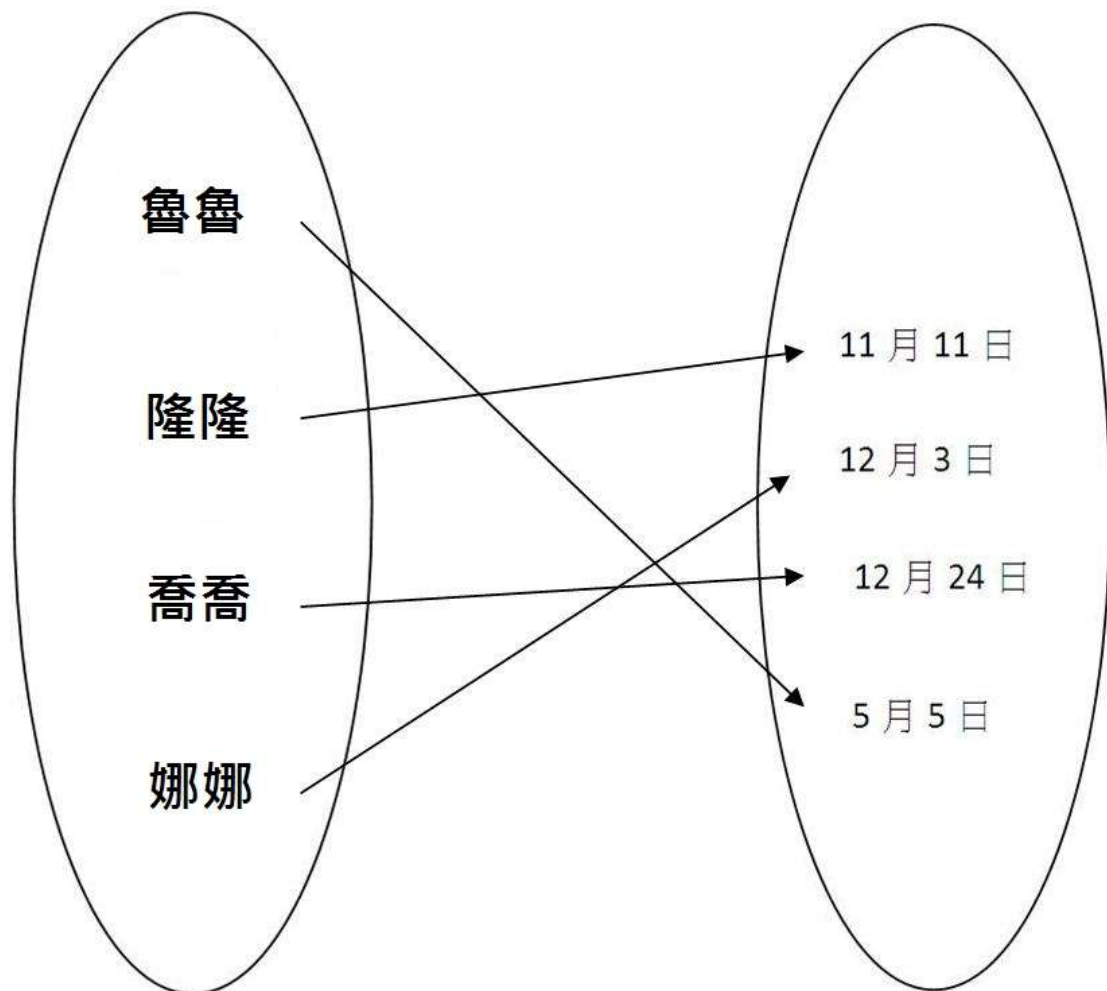 魯魯
隆隆
喬喬
娜娜
11 月 11 日
12 月 3 日
12 月 24 日
5 月 5 日